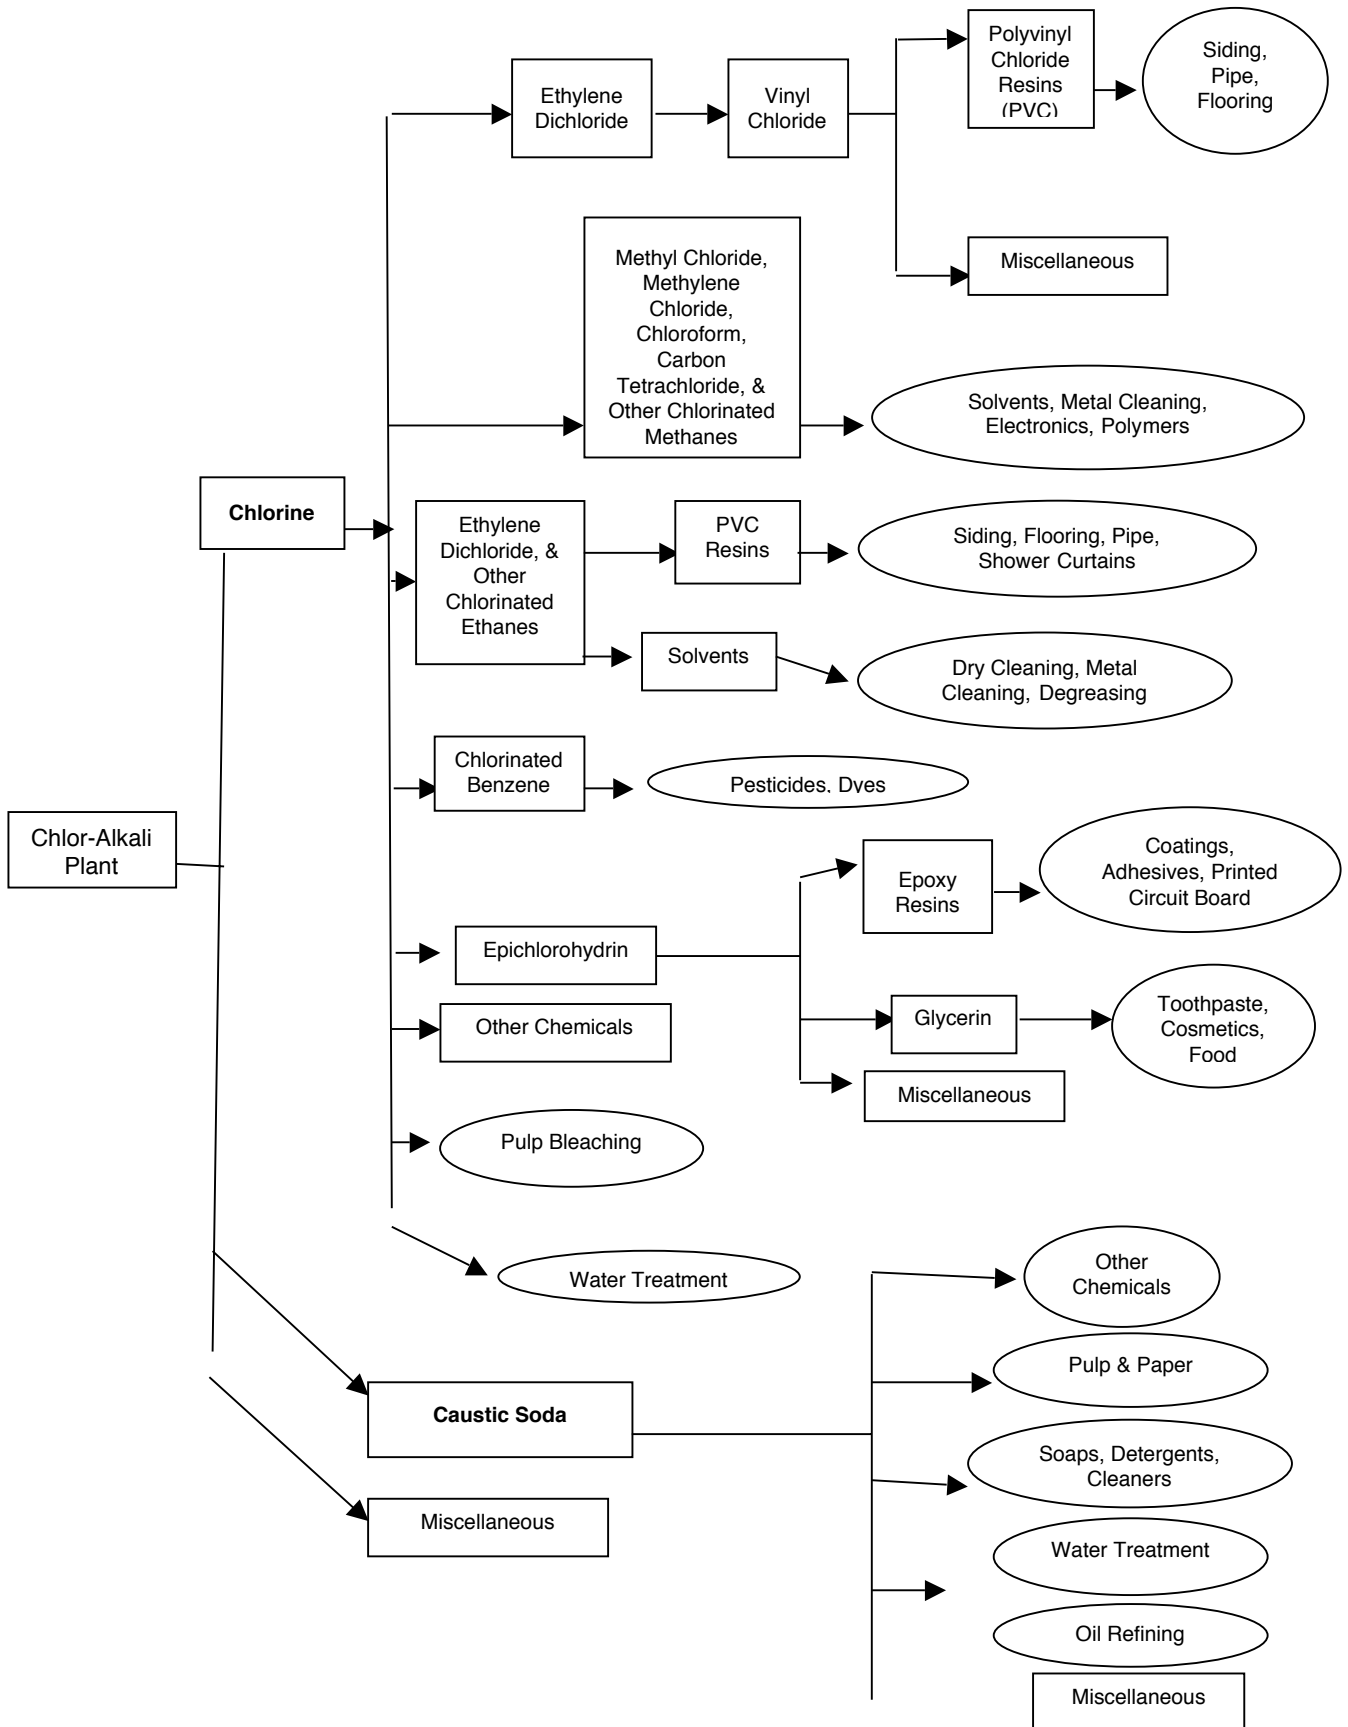 Polyvinyl
Chloride
Resins
(PVC)
Siding,
Pipe,
Flooring
Ethylene
Dichloride
Vinyl
Chloride
Miscellaneous
Methyl Chloride,
Methylene
Chloride,
Chloroform,
Carbon
Tetrachloride, &
Other Chlorinated
Methanes
Solvents, Metal Cleaning,
Electronics, Polymers
Chlorine
Ethylene
Dichloride, &
Other
Chlorinated
Ethanes
PVC
Resins
Siding, Flooring, Pipe,
Shower Curtains
Solvents
Dry Cleaning, Metal
Cleaning, Degreasing
Chlorinated
Benzene
Pesticides, Dyes
Chlor-Alkali
Plant
Epoxy
Resins
Coatings,
Adhesives, Printed
Circuit Board
Epichlorohydrin
Glycerin
Toothpaste,
Cosmetics,
Food
Other Chemicals
Miscellaneous
Pulp Bleaching
Water Treatment
Other
Chemicals
Pulp & Paper
Caustic Soda
Soaps, Detergents,
Cleaners
Miscellaneous
Water Treatment
Oil Refining
Miscellaneous